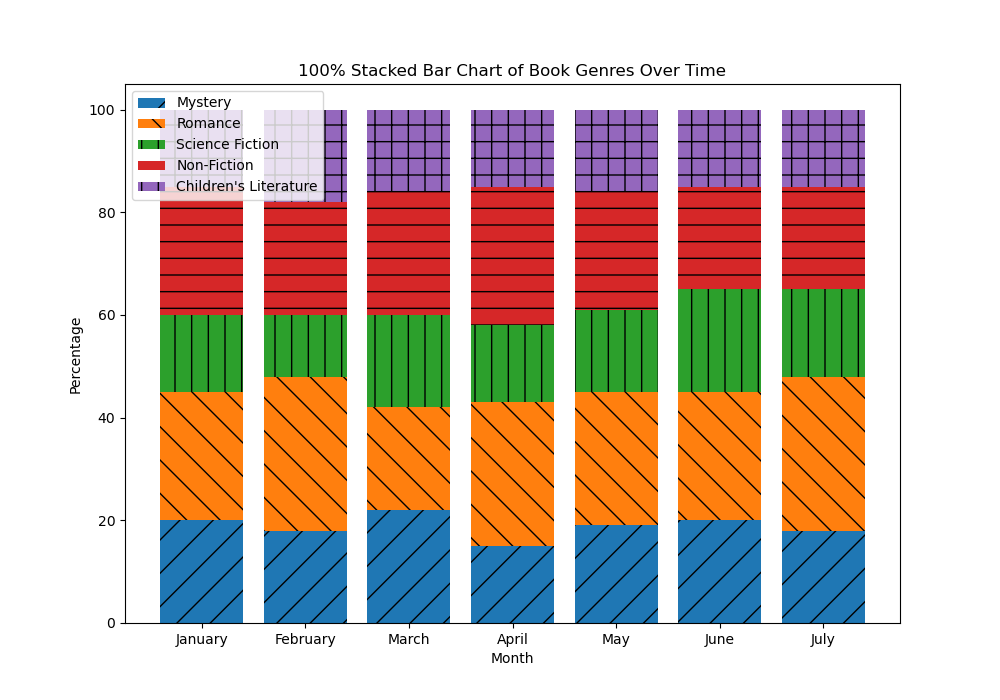 100% Stacked Bar Chart of Book Genres Over Time
Mystery
Romance
Science Fiction
Non-Fiction
Children's Literature
Percentage
100
80
60
40
20
0
January February March April May June July
Month